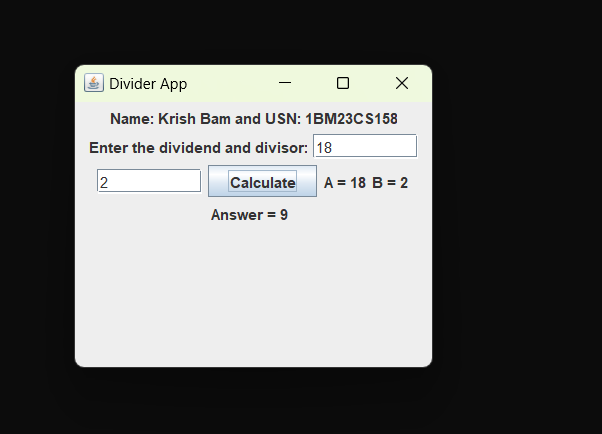 Divider App
Name: Krish Bam and USN: 1BM23CS158
Enter the dividend and divisor: 18
2 Calculate A = 18 B = 2
Answer = 9